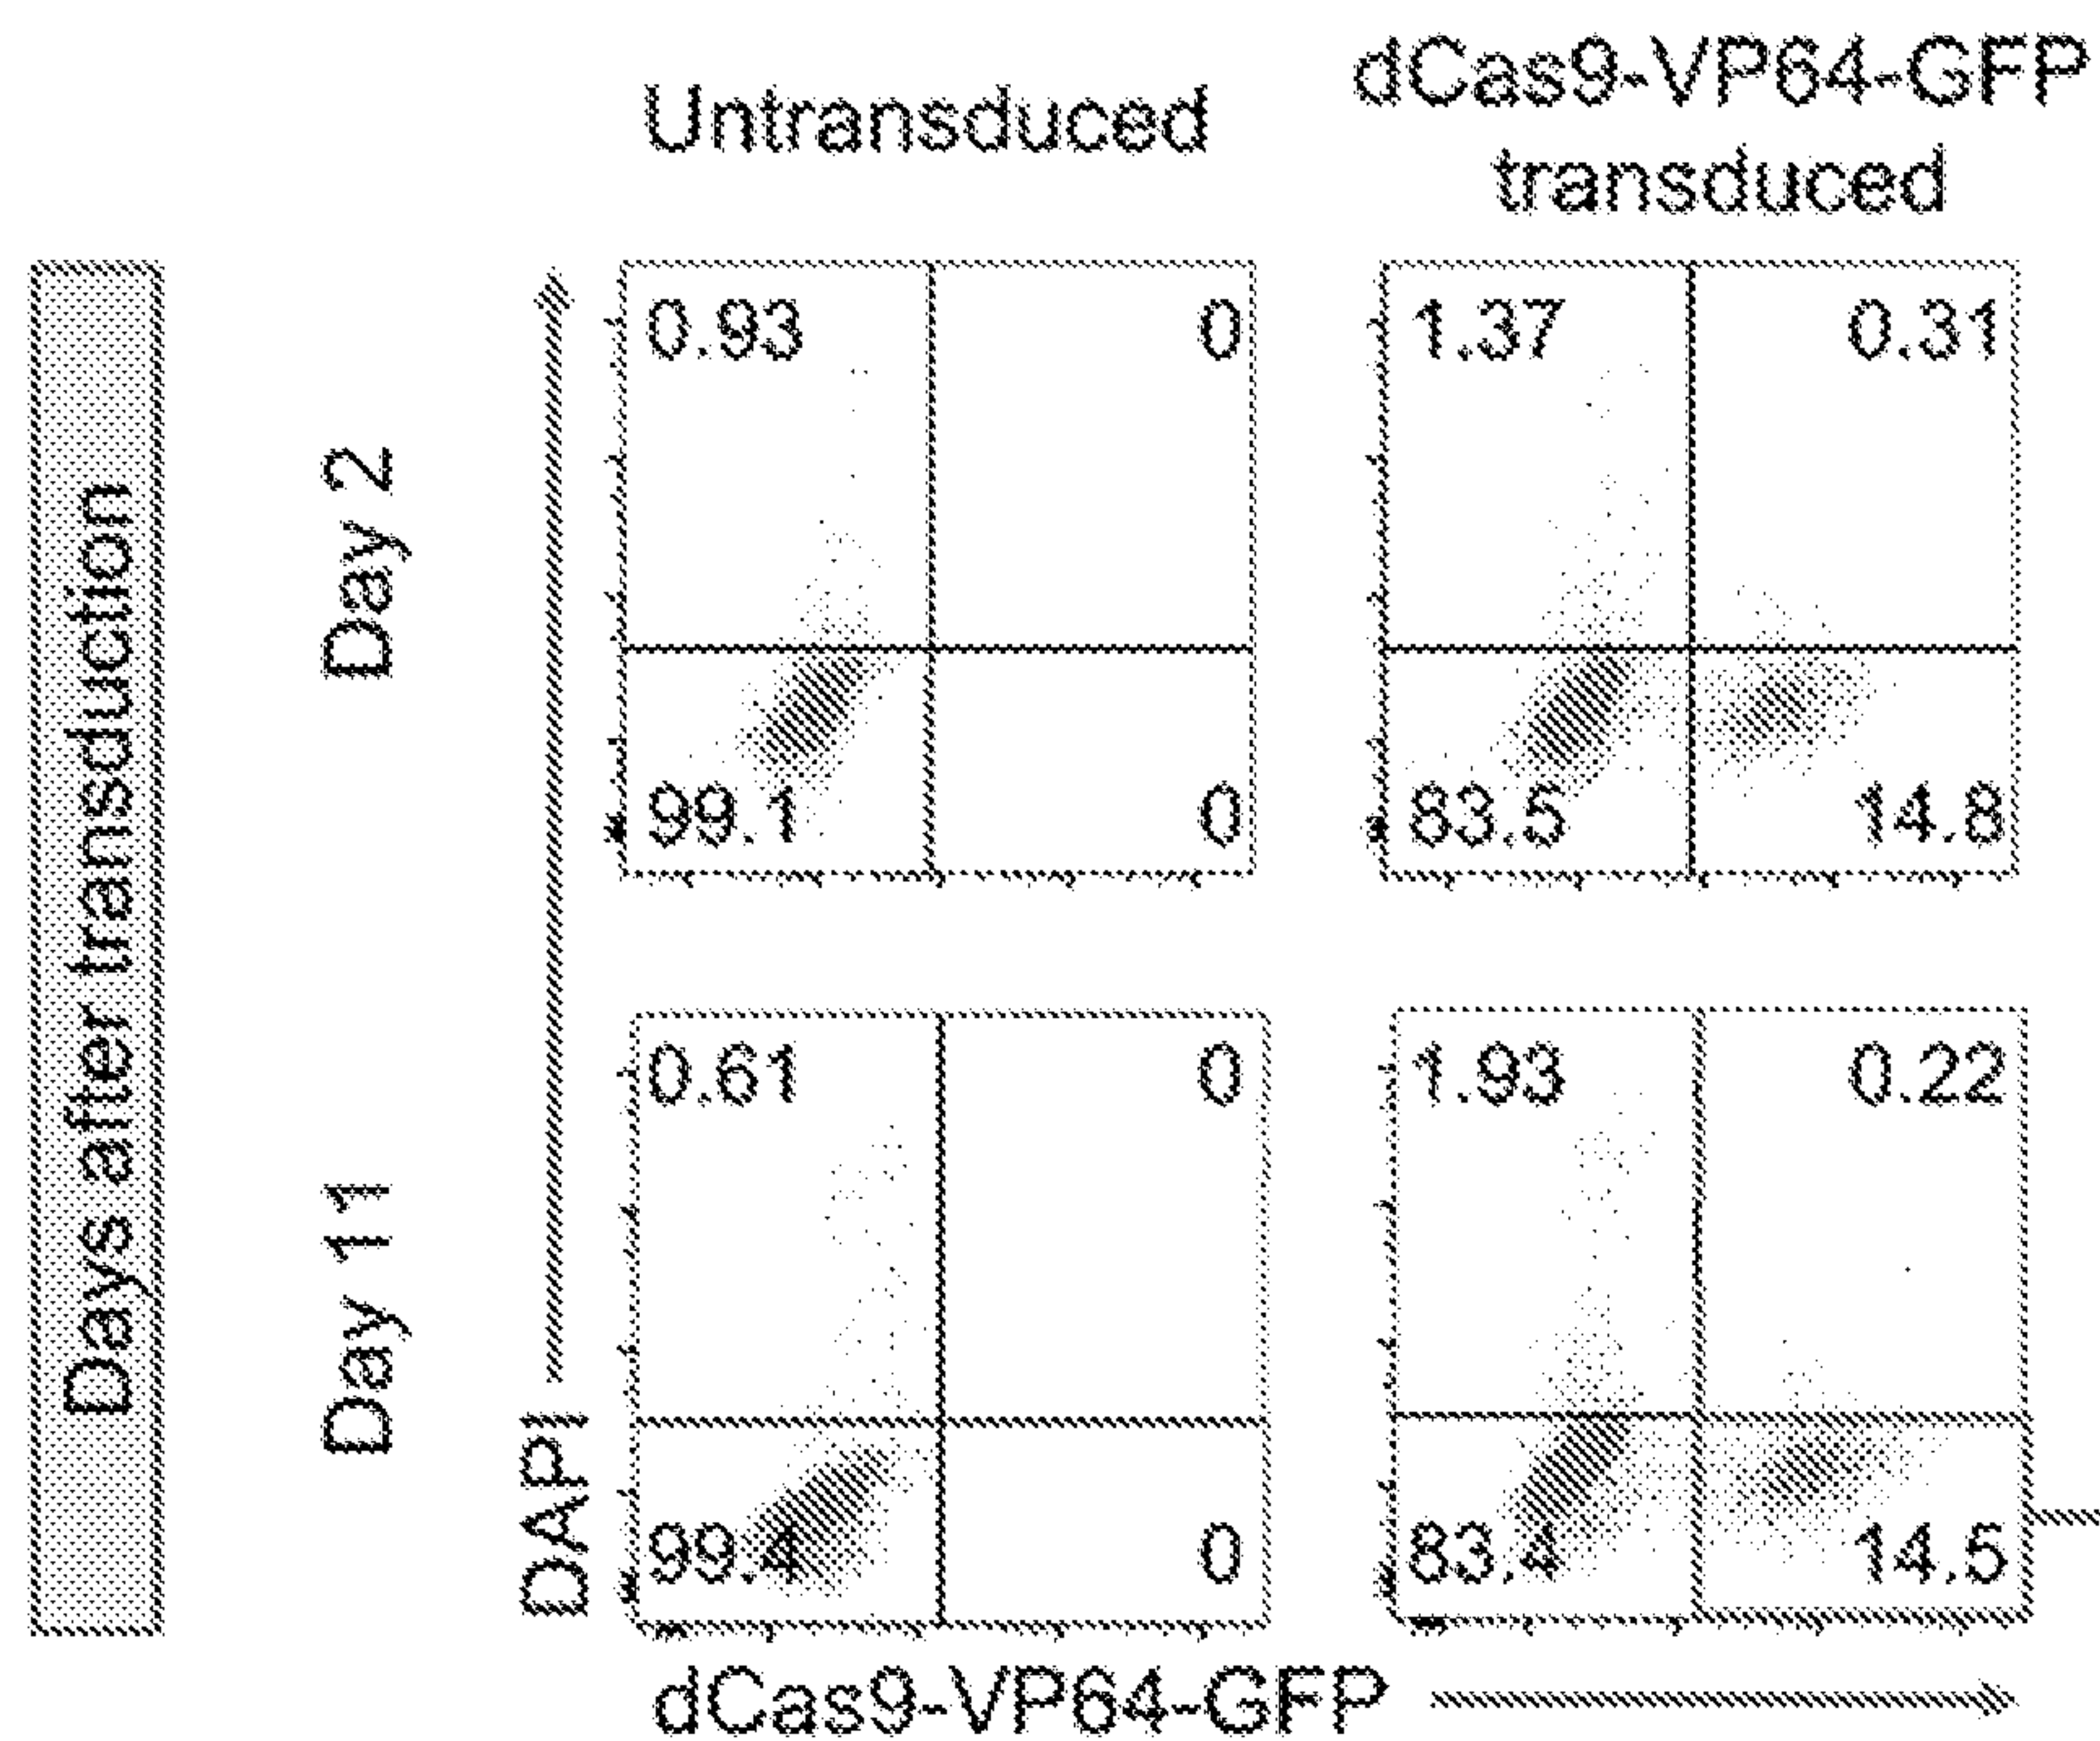 Untransduced
dCas9-VP64-GFP
transduced
Days after transduction
Day 2
0.93
0
99.1
0
1.37
0.31
83.5
14.8
Day 11
DAPI
0.61
0
99.4
0
1.93
0.22
83.4
14.5
dCas9-VP64-GFP